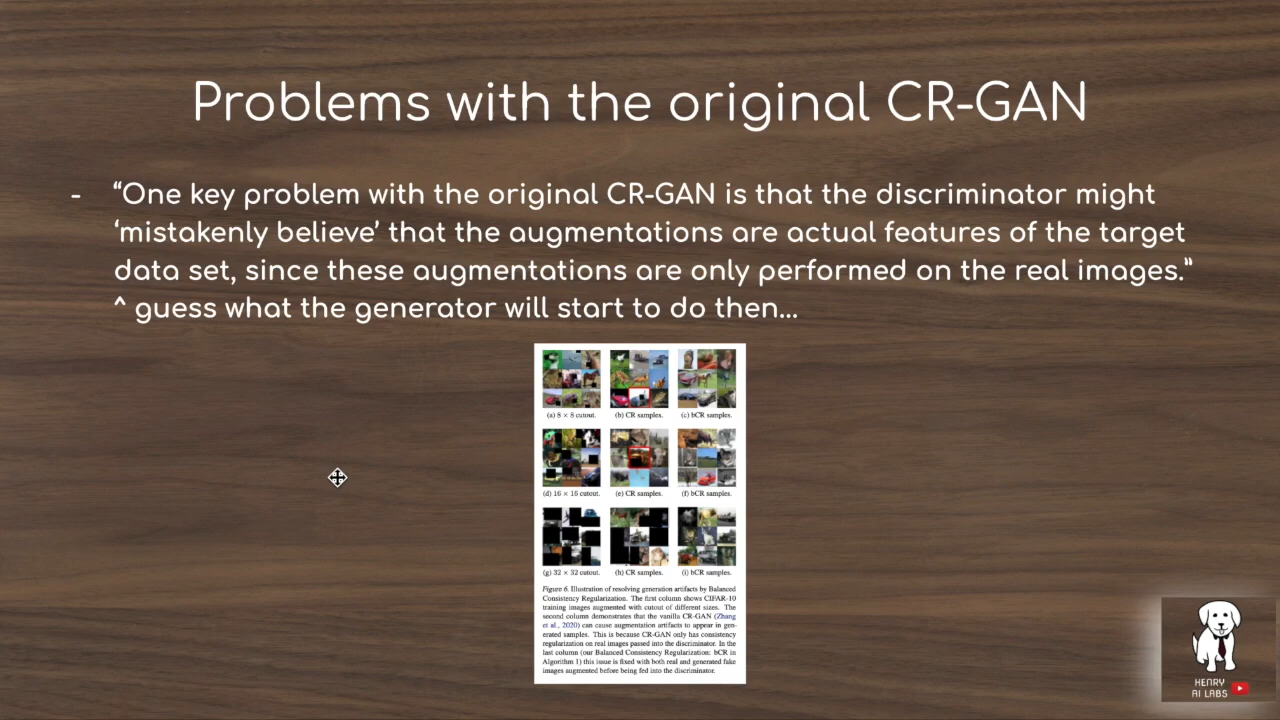 Problems with the original CR-GAN
- “One key problem with the original CR-GAN is that the discriminator might
‘mistakenly believe’ that the augmentations are actual features of the target
data set, since these augmentations are only performed on the real images.”
^ guess what the generator will start to do then...
(a) 8 × 8 cutout. (b) CR samples. (c) bCR samples.
(d) 16 × 16 cutout. (e) CR samples. (f) bCR samples.
(g) 32 × 32 cutout. (h) CR samples. (i) bCR samples.
Figure 6. Illustration of resolving generation artifacts by Balanced
Consistency Regularization. The first column shows CIFAR-10
training images augmented with cutout of different sizes. The
second column demonstrates that the vanilla CR-GAN (Zhang
et al., 2020) can cause augmentation artifacts to appear in gen-
erated samples. This is because CR-GAN only has consistency
regularization on real images passed into the discriminator. In the
last column (our Balanced Consistency Regularization: bCR in
Algorithm 1) this issue is fixed with both real and generated fake
images augmented before being fed into the discriminator.
HENRY
AI LABS